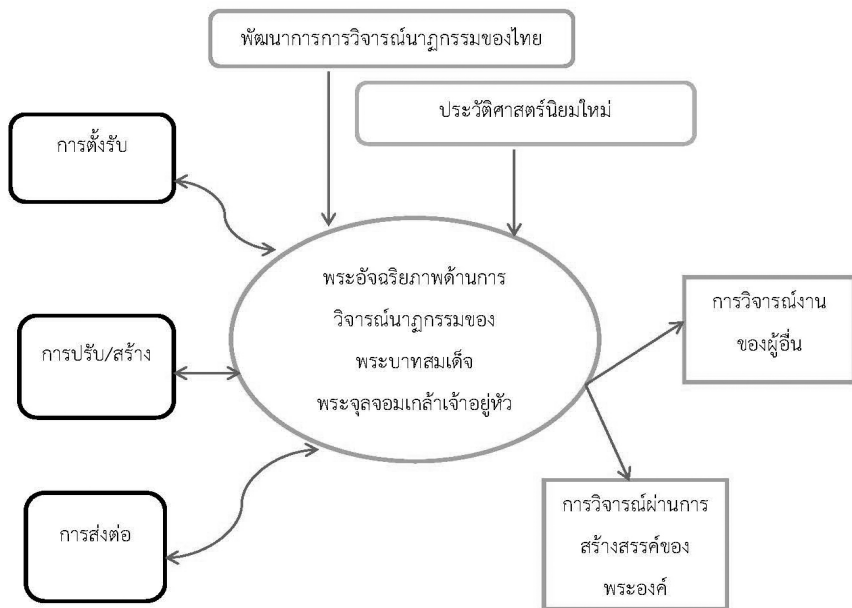 พัฒนาการการวิจารณ์นาฏกรรมของไทย
ประวัติศาสตร์นิยมใหม่
การตั้งรับ
พระอัจฉริยภาพด้านการ
วิจารณ์นาฏกรรมของ
พระบาทสมเด็จ
พระจุลจอมเกล้าเจ้าอยู่หัว
การวิจารณ์งาน
ของผู้อื่น
การปรับ/สร้าง
การส่งต่อ
การวิจารณ์ผ่านการ
สร้างสรรค์ของ
พระองค์